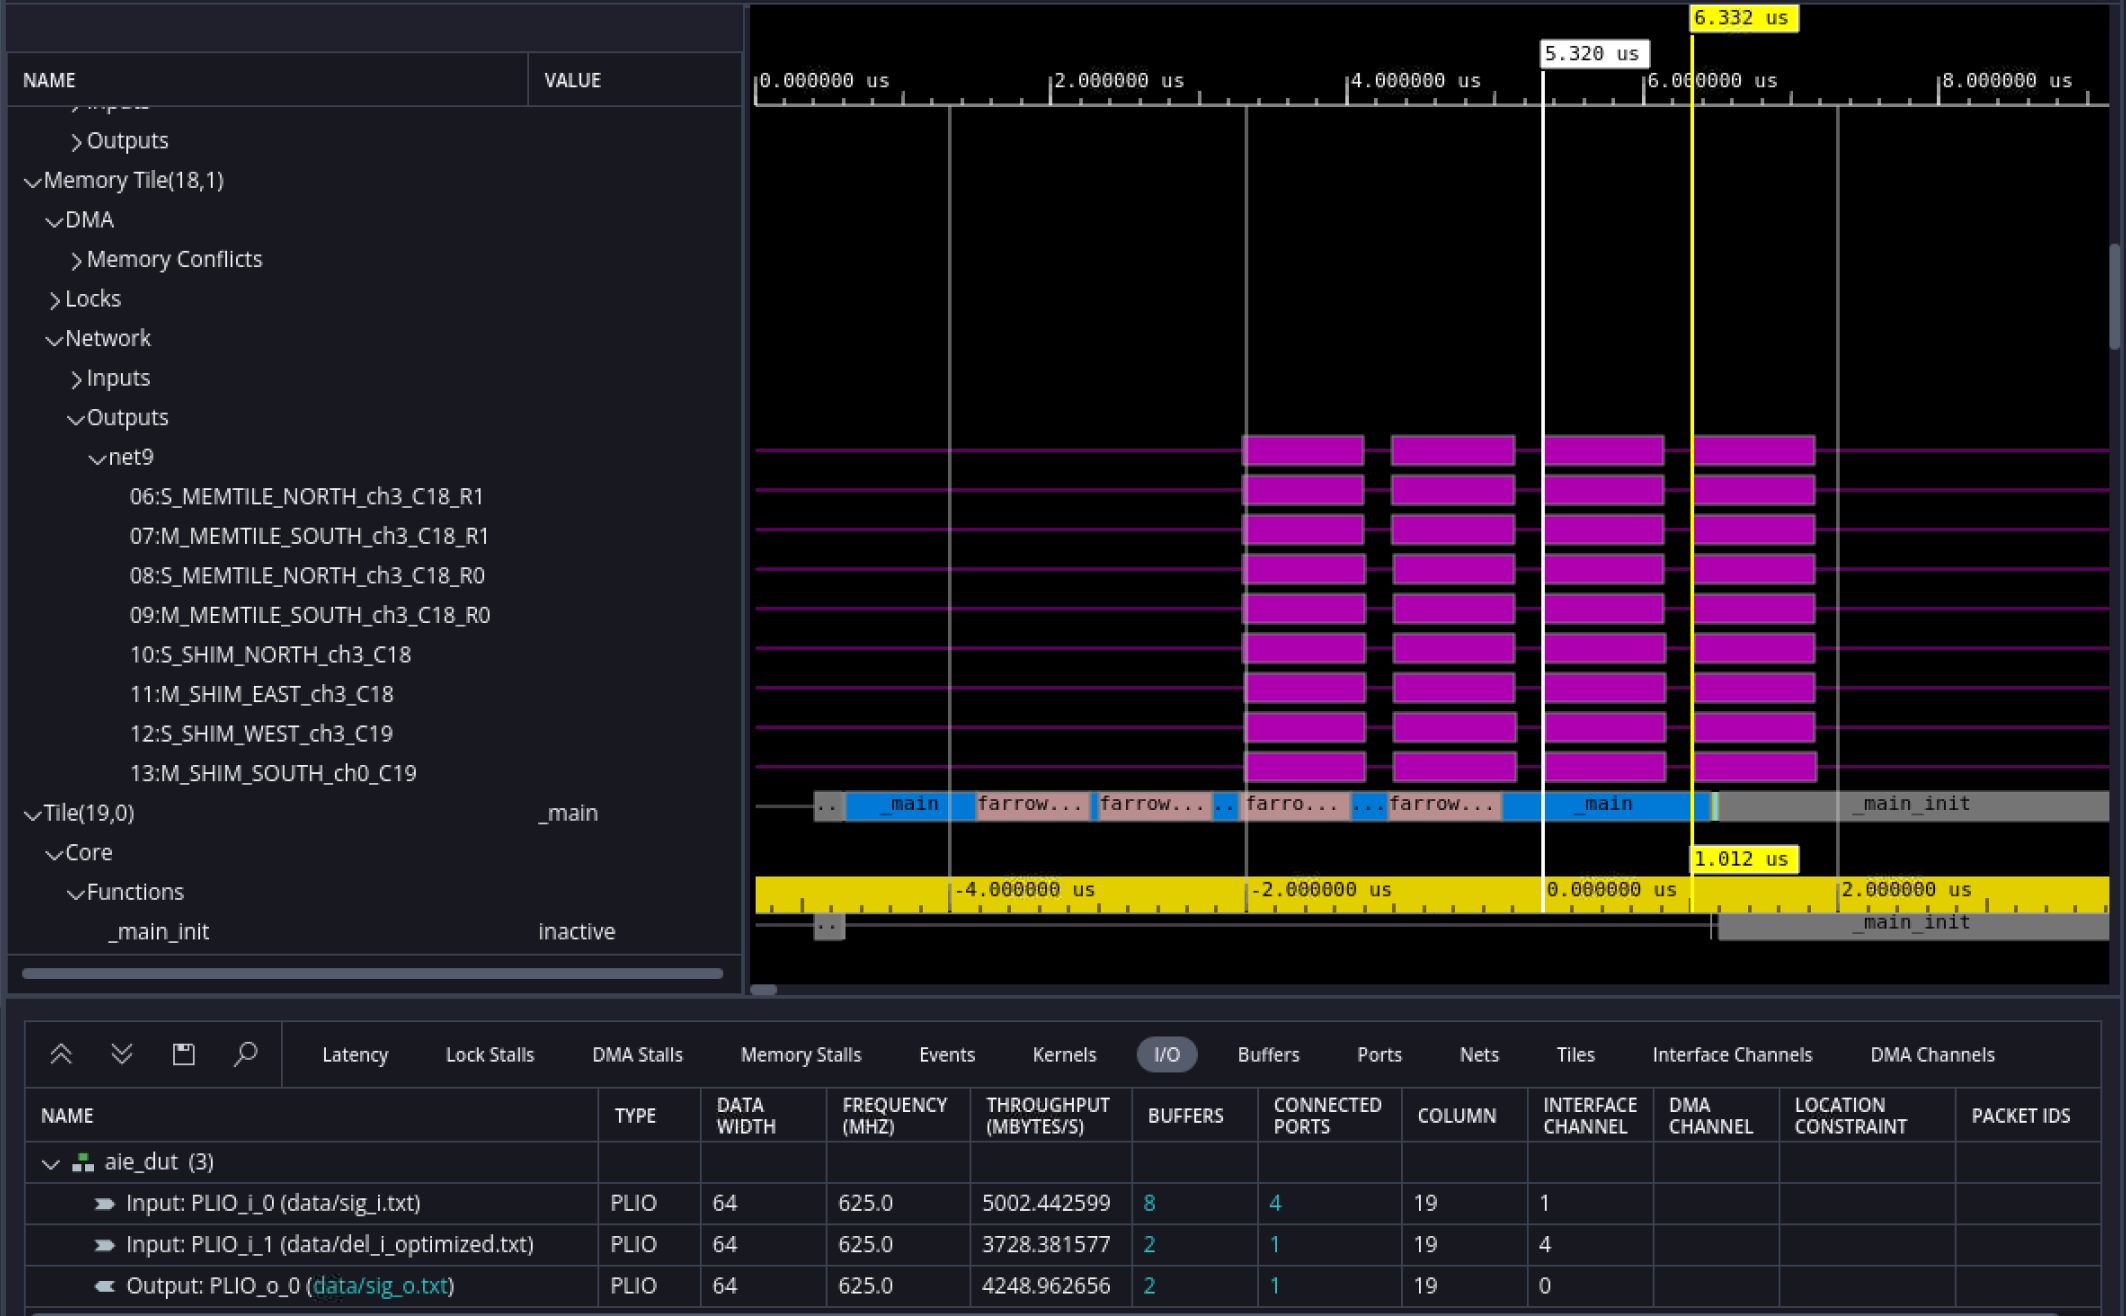 6.332 us
5.320 us
NAME VALUE
0.000000 us 2.000000 us 4.000000 us 6.000000 us 8.000000 us
Inputs
Outputs
Memory Tile(18,1)
DMA
Memory Conflicts
Locks
Network
Inputs
Outputs
net9
06:S_MEMTILE_NORTH_ch3_C18_R1
07:M_MEMTILE_SOUTH_ch3_C18_R1
08:S_MEMTILE_NORTH_ch3_C18_R0
09:M_MEMTILE_SOUTH_ch3_C18_R0
10:S_SHIM_NORTH_ch3_C18
11:M_SHIM_EAST_ch3_C18
12:S_SHIM_WEST_ch3_C19
13:M_SHIM_SOUTH_ch0_C19
Tile(19,0) _main .. _main farrow... farrow... .. farro... ... farrow... _main _main_init
Core 1.012 us
Functions -4.000000 us -2.000000 us 0.000000 us 2.000000 us
_main_init inactive .. _main_init
Latency Lock Stalls DMA Stalls Memory Stalls Events Kernels I/O Buffers Ports Nets Tiles Interface Channels DMA Channels
NAME TYPE DATA WIDTH FREQUENCY (MHZ) THROUGHPUT (MBYTES/S) BUFFERS CONNECTED PORTS COLUMN INTERFACE CHANNEL DMA CHANNEL LOCATION CONSTRAINT PACKET IDS
aie_dut (3)
Input: PLIO_i_0 (data/sig_i.txt) PLIO 64 625.0 5002.442599 8 4 19 1
Input: PLIO_i_1 (data/del_i_optimized.txt) PLIO 64 625.0 3728.381577 2 1 19 4
Output: PLIO_o_0 (data/sig_o.txt) PLIO 64 625.0 4248.962656 2 1 19 0